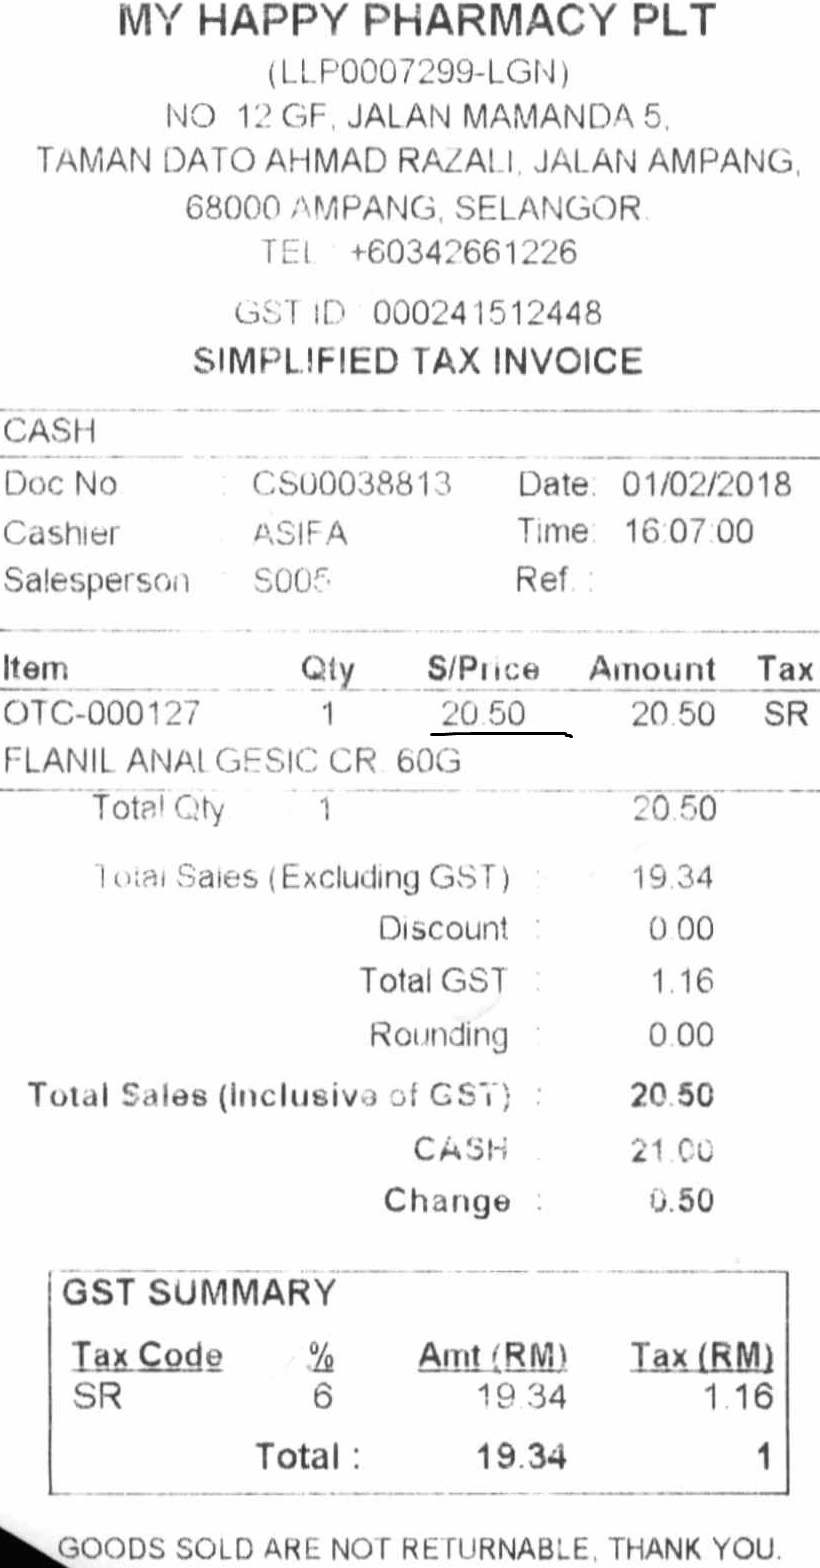 MY HAPPY PHARMACY PLT
(LLP0007299-LGN)
NO 12 GF, JALAN MAMANDA 5,
TAMAN DATO AHMAD RAZALI, JALAN AMPANG,
68000 AMPANG, SELANGOR.
TEL +60342661226
GST ID 000241512448
SIMPLIFIED TAX INVOICE
CASH
Doc No : CS00038813 Date: 01/02/2018
Cashier ASIFA Time: 16:07:00
Salesperson : S005 Ref. :
Item Qty S/Price Amount Tax
OTC-000127 1 20.50 20.50 SR
FLANIL ANALGESIC CR. 60G
Total Qty 1 20.50
Total Sales (Excluding GST) : 19.34
Discount : 0.00
Total GST : 1.16
Rounding : 0.00
Total Sales (Inclusive of GST) : 20.50
CASH : 21.00
Change : 0.50
GST SUMMARY
Tax Code % Amt (RM) Tax (RM)
SR 6 19.34 1.16
Total : 19.34 1
GOODS SOLD ARE NOT RETURNABLE, THANK YOU.